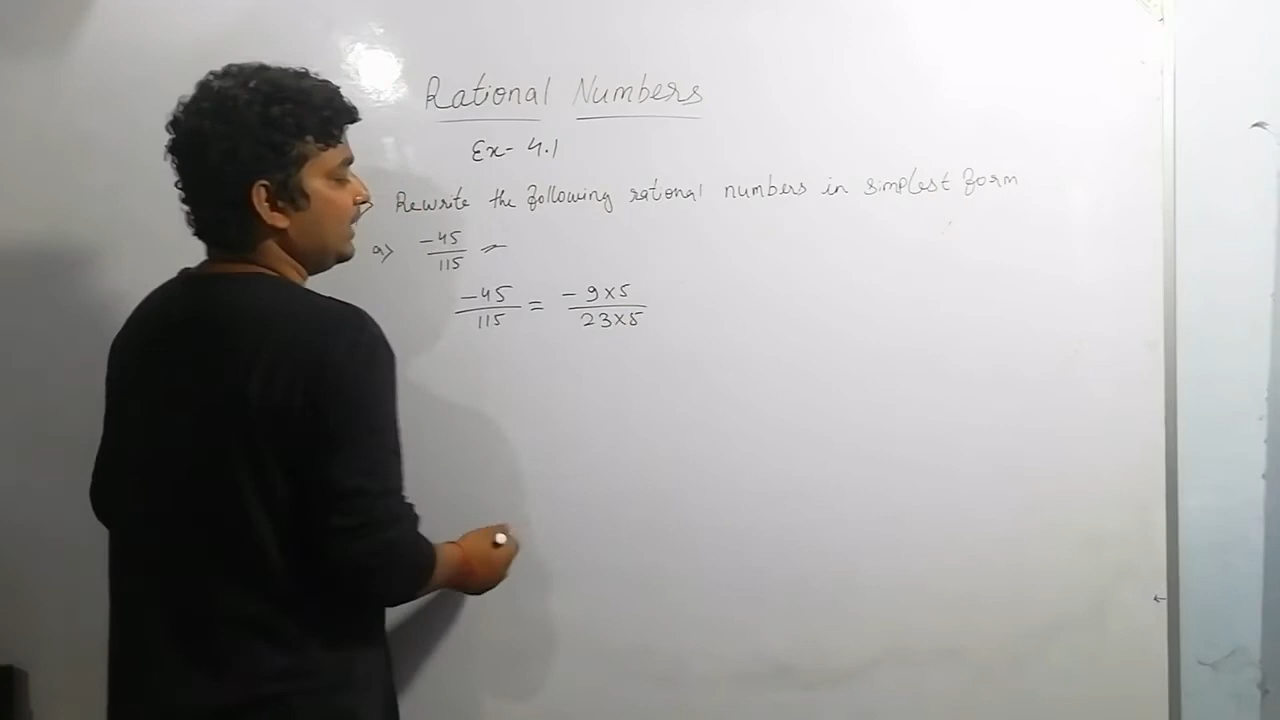 Rational Numbers
Ex- 4.1
Rewrite the following rational numbers in simplest form
a) -45/115 =
-45/115 = -9×5/23×5